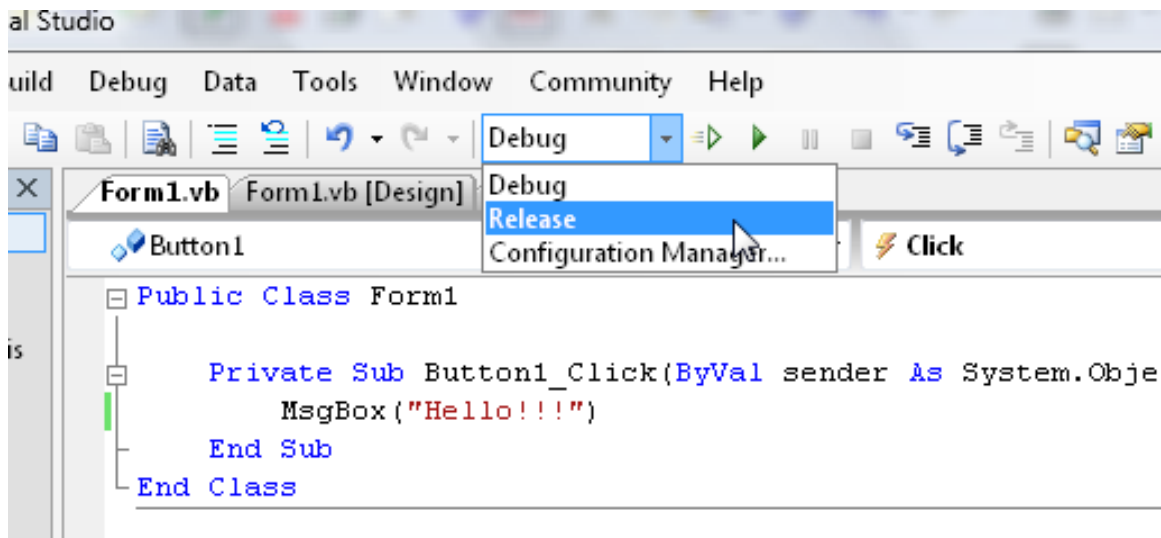 al Studio
uild Debug Data Tools Window Community Help
Debug
Form1.vb Form1.vb [Design]
Debug
Release
Configuration Manager...
Button1
Click
Public Class Form1
is
Private Sub Button1_Click(ByVal sender As System.Obje
MsgBox("Hello!!!")
End Sub
End Class